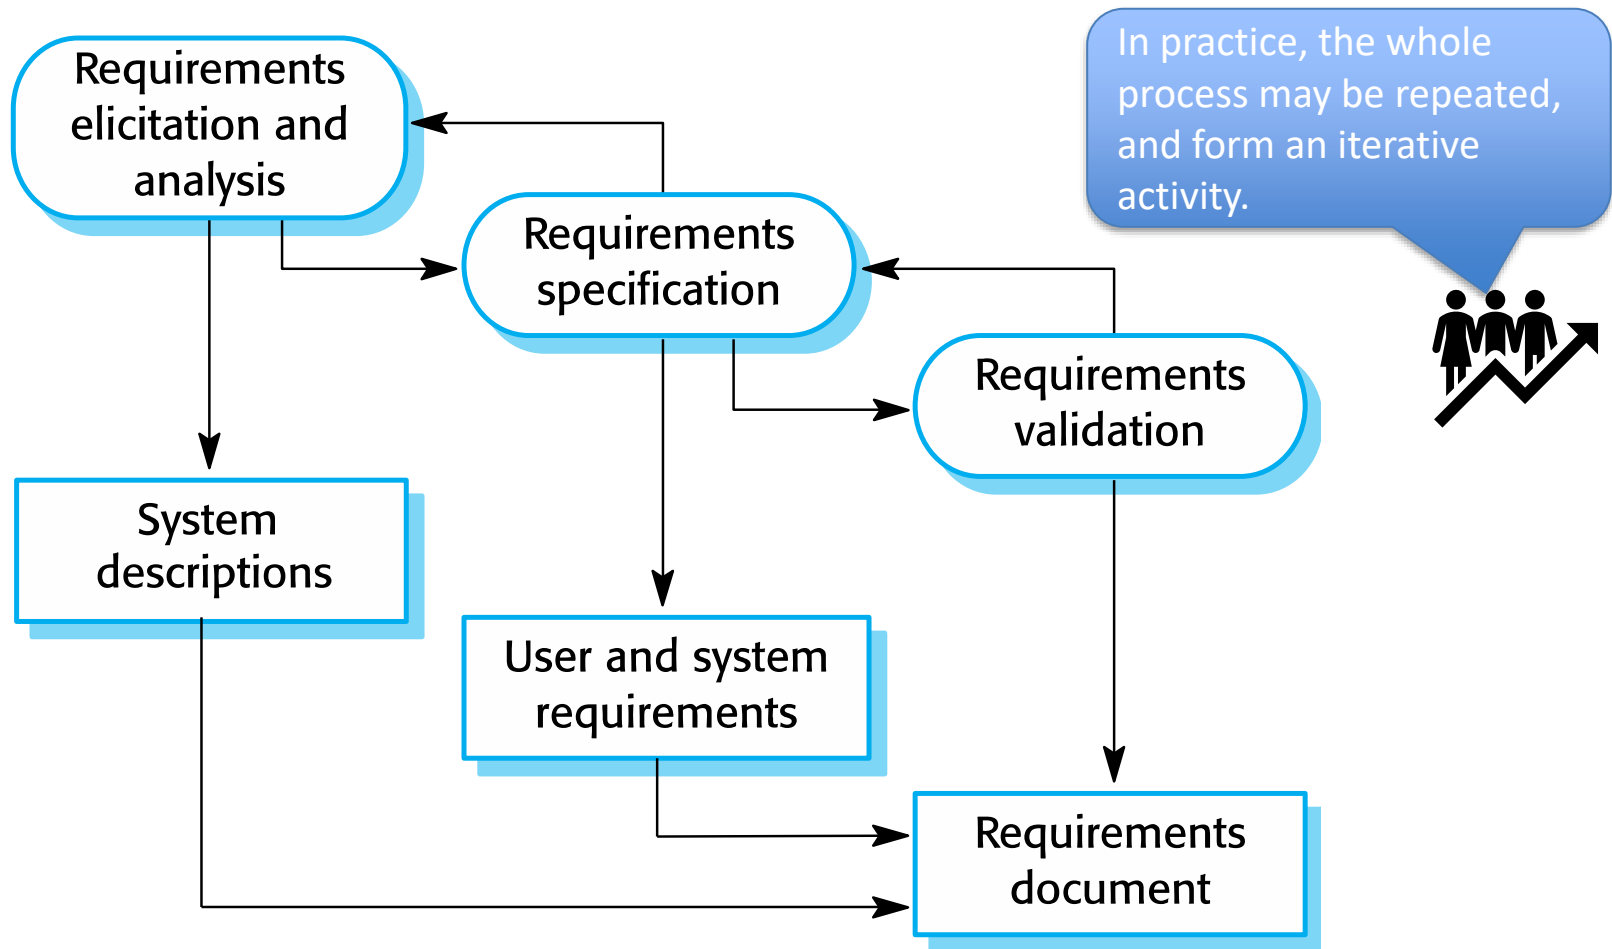 Requirements
elicitation and
analysis
In practice, the whole
process may be repeated,
and form an iterative
activity.
Requirements
specification
Requirements
validation
System
descriptions
User and system
requirements
Requirements
document